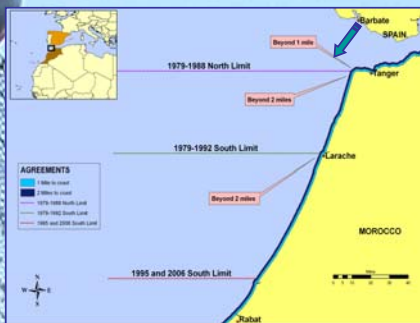 Barbate
SPAIN
Beyond 1 mile
1979-1988 North Limit
Tanger
Beyond 2 miles
1979-1992 South Limit
Larache
AGREEMENTS
1 Mile to coast
2 Miles to coast
1979-1988 North Limit
1979-1992 South Limit
1995 and 2006 South Limit
Beyond 2 miles
MOROCCO
1995 and 2006 South Limit
N
W
E
S
Miles
Rabat